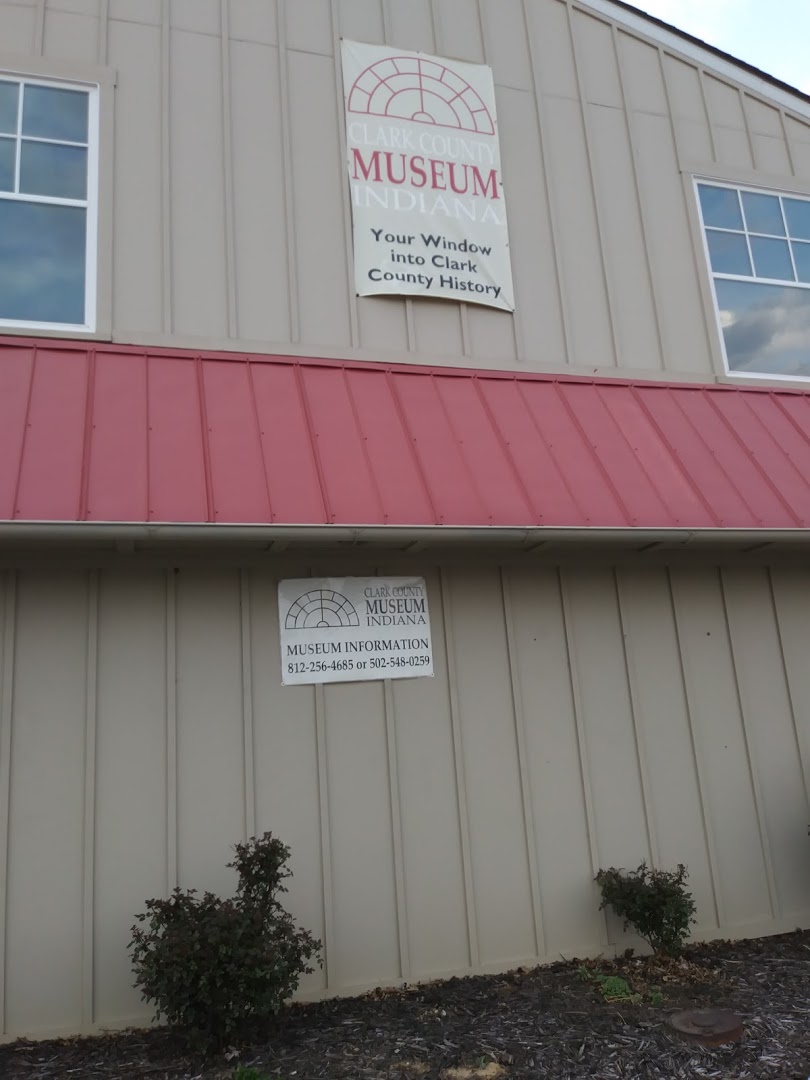 CLARK COUNTY
MUSEUM
INDIANA
Your Window
into Clark
County History
CLARK COUNTY
MUSEUM
INDIANA
MUSEUM INFORMATION
812-256-4685 or 502-548-0259